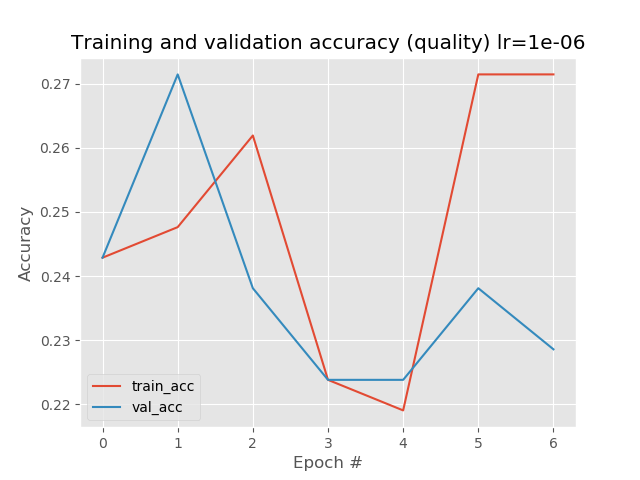 Training and validation accuracy (quality) lr=1e-06
0.27
0.26
0.25
0.24
0.23
0.22
Accuracy
train_acc
val_acc
0 1 2 3 4 5 6
Epoch #